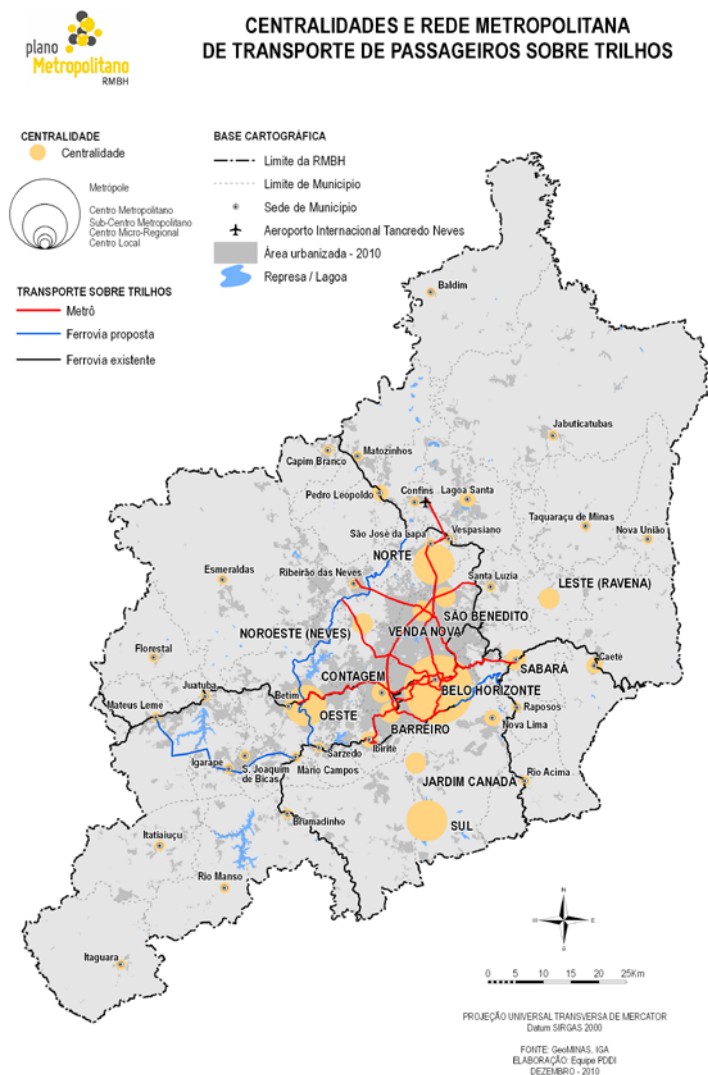 plano
Metropolitano
RMBH
CENTRALIDADES E REDE METROPOLITANA
DE TRANSPORTE DE PASSAGEIROS SOBRE TRILHOS
CENTRALIDADE
Centralidade
Metrópole
Centro Metropolitano
Sub-Centro Metropolitano
Centro Micro-Regional
Centro Local
TRANSPORTE SOBRE TRILHOS
Metrô
Ferrovia proposta
Ferrovia existente
BASE CARTOGRÁFICA
Limite da RMBH
Limite de Município
Sede de Município
Aeroporto Internacional Tancredo Neves
Área urbanizada - 2010
Represa / Lagoa
Baldim
Jabuticatubas
Matozinhos
Capim Branco
Pedro Leopoldo
Confins
Lagoa Santa
Taquaraçu de Minas
Nova União
São José da Lapa
Vespasiano
NORTE
Esmeraldas
Ribeirão das Neves
Santa Luzia
LESTE (RAVENA)
SÃO BENEDITO
NOROESTE (NEVES)
VENDA NOVA
Florestal
SABARÁ
Caeté
CONTAGEM
Juatuba
Betim
BELO HORIZONTE
Mateus Leme
OESTE
Raposos
BARREIRO
Nova Lima
Ibirité
Sarzedo
Igarape
S. Joaquim
de Bicas
Mário Campos
JARDIM CANADÁ
Rio Acima
Brumadinho
SUL
Itatiaiuçu
Rio Manso
Itaguara
N
W
E
S
0 5 10 15 20 25Km
PROJEÇÃO UNIVERSAL TRANSVERSA DE MERCATOR
Datum SIRGAS 2000
FONTE: GeoMINAS, IGA
ELABORAÇÃO: Equipe PDDI
DEZEMBRO - 2010